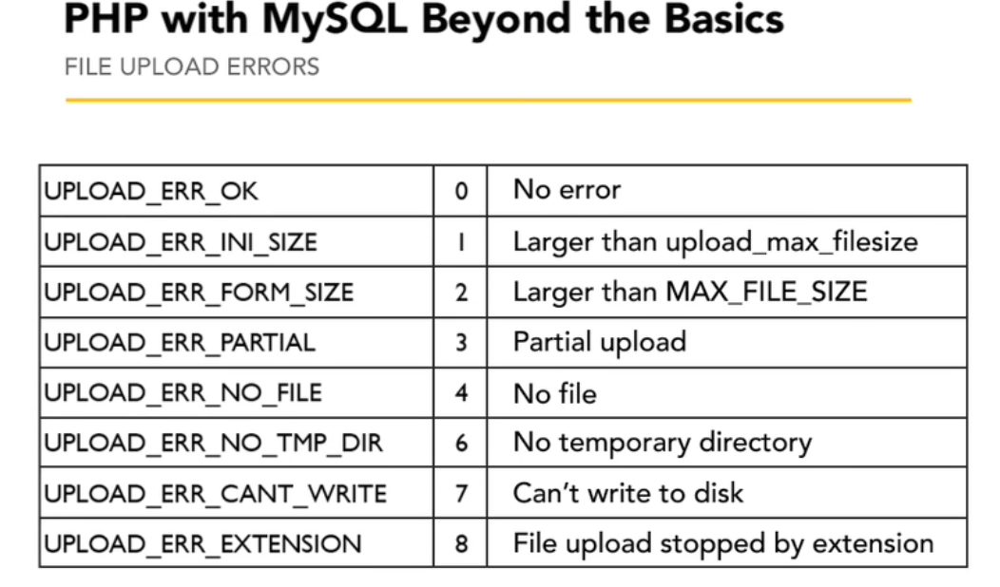 PHP with MySQL Beyond the Basics
FILE UPLOAD ERRORS
UPLOAD_ERR_OK 0 No error
UPLOAD_ERR_INI_SIZE 1 Larger than upload_max_filesize
UPLOAD_ERR_FORM_SIZE 2 Larger than MAX_FILE_SIZE
UPLOAD_ERR_PARTIAL 3 Partial upload
UPLOAD_ERR_NO_FILE 4 No file
UPLOAD_ERR_NO_TMP_DIR 6 No temporary directory
UPLOAD_ERR_CANT_WRITE 7 Can’t write to disk
UPLOAD_ERR_EXTENSION 8 File upload stopped by extension